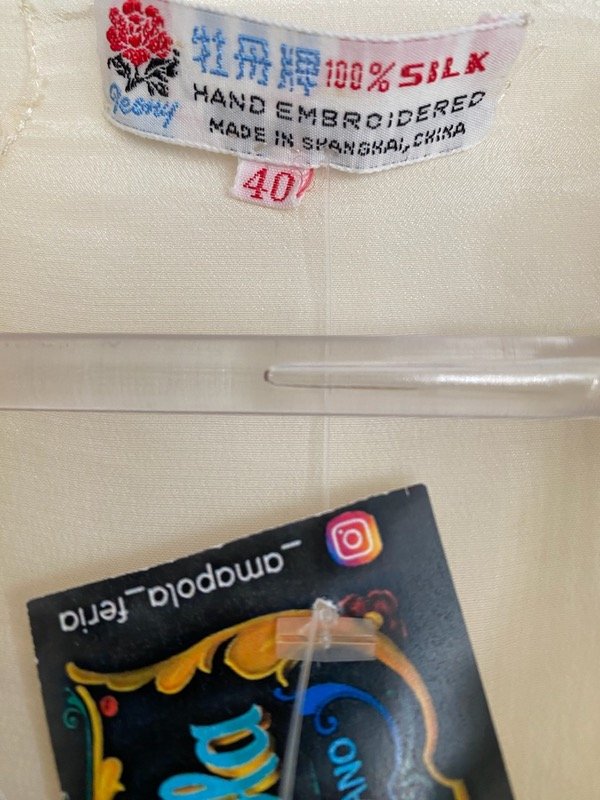 牡丹牌 100% SILK
Peony
HAND EMBROIDERED
MADE IN SHANGHAI, CHINA
40
_amapola_feria